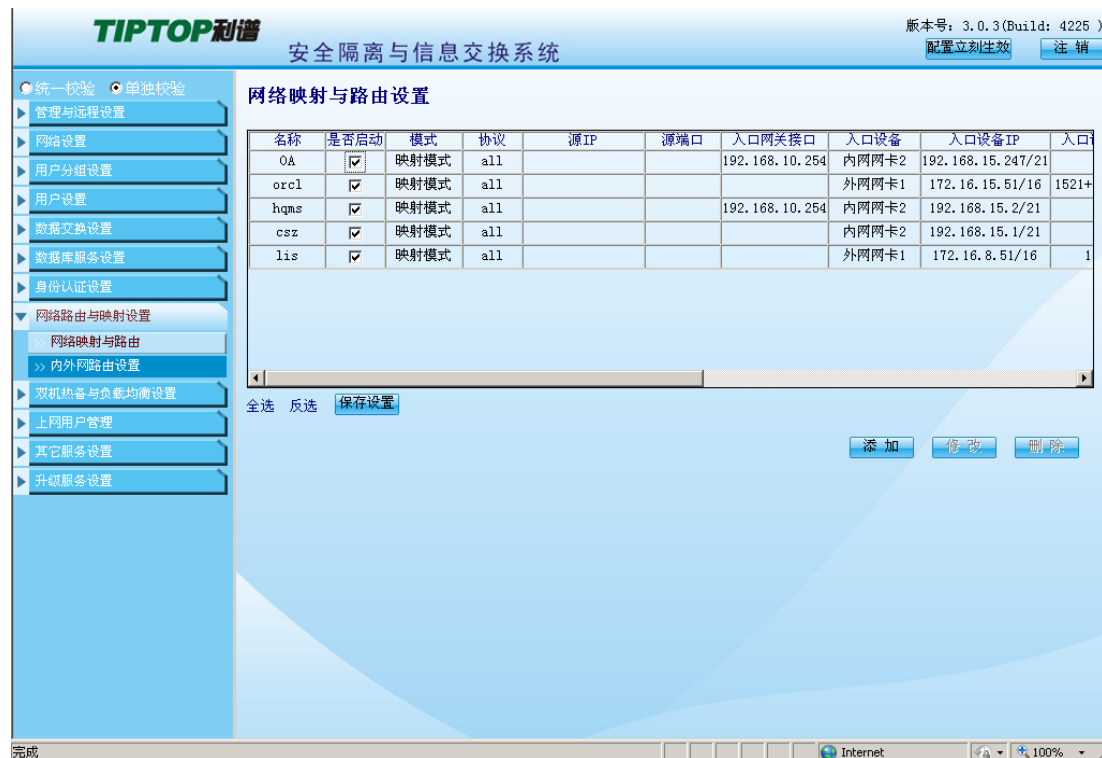 TIPTOP利谱
安全隔离与信息交换系统
版本号: 3.0.3(Build: 4225 )
配置立刻生效 注 销
统一校验 单独校验
管理与远程设置
网络设置
用户分组设置
用户设置
数据交换设置
数据库服务设置
身份认证设置
网络路由与映射设置
>> 网络映射与路由
>> 内外网路由设置
双机热备与负载均衡设置
上网用户管理
其它服务设置
升级服务设置
网络映射与路由设置
名称 是否启动 模式 协议 源IP 源端口 入口网关接口 入口设备 入口设备IP 入口
OA 映射模式 all 192.168.10.254 内网网卡2 192.168.15.247/21
orcl 映射模式 all 外网网卡1 172.16.15.51/16 1521+
hqms 映射模式 all 192.168.10.254 内网网卡2 192.168.15.2/21
csz 映射模式 all 内网网卡2 192.168.15.1/21
lis 映射模式 all 外网网卡1 172.16.8.51/16 1
全选 反选 保存设置
添 加 修 改 删 除
完成 Internet 100%